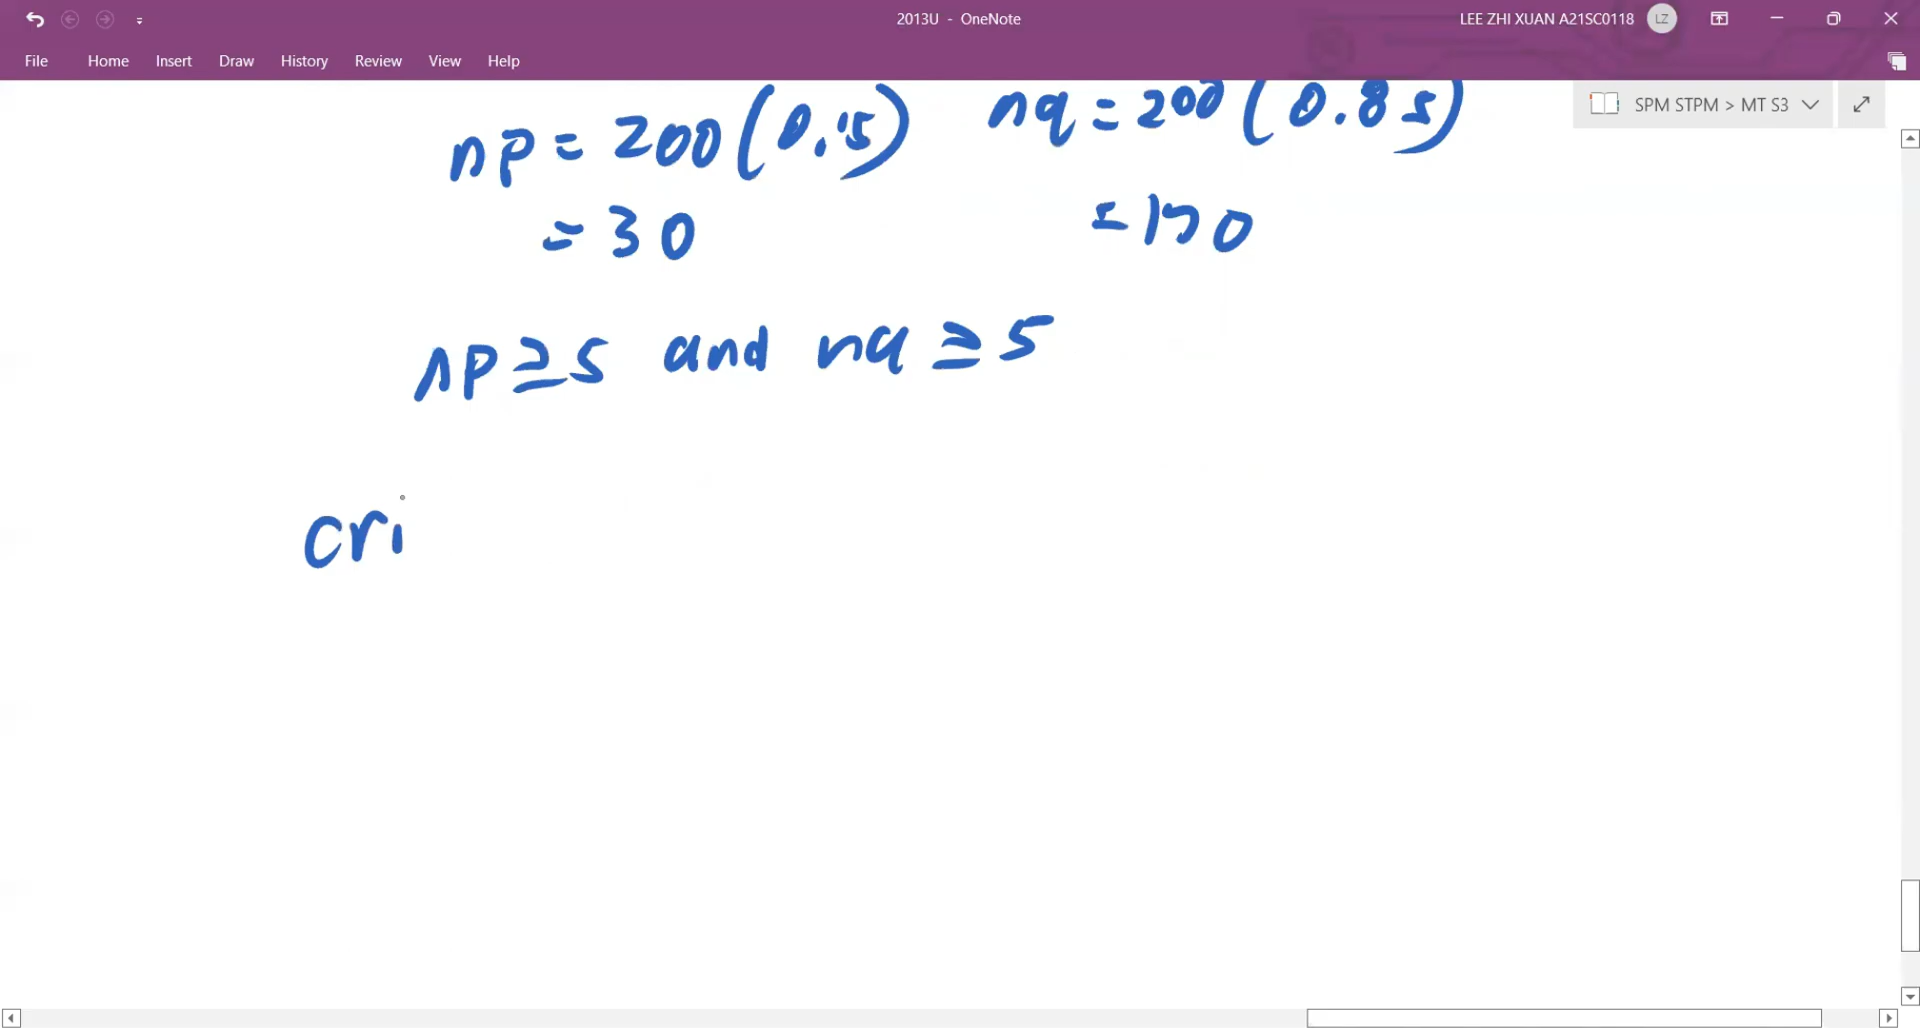 2013U - OneNote
LEE ZHI XUAN A21SC0118 LZ
File Home Insert Draw History Review View Help
SPM STPM > MT S3
np = 200(0.15) nq = 200(0.85)
= 30 = 170
np ≥ 5 and nq ≥ 5
cri